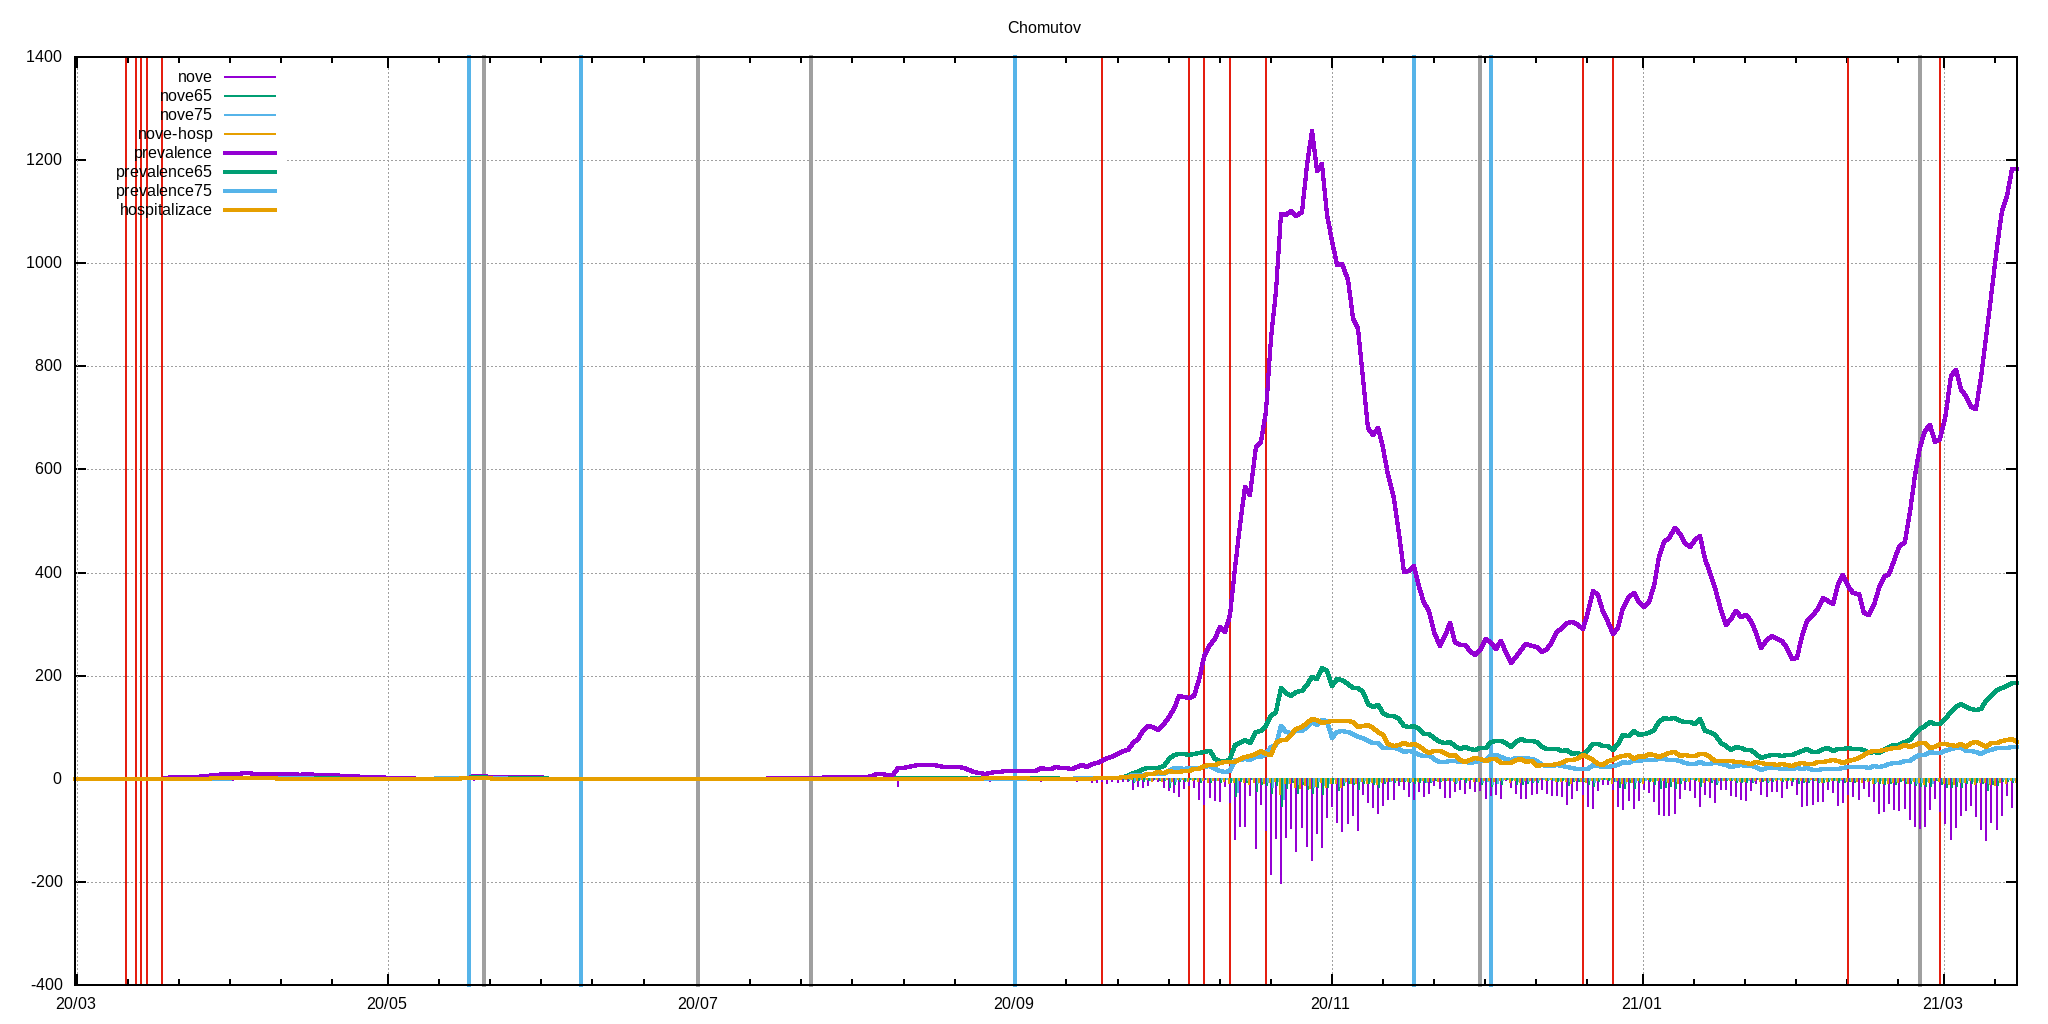 Chomutov
1400
1200
1000
800
600
400
200
0
-200
-400
nove
nove65
nove75
nove-hosp
prevalence
prevalence65
prevalence75
hospitalizace
20/03 20/05 20/07 20/09 20/11 21/01 21/03